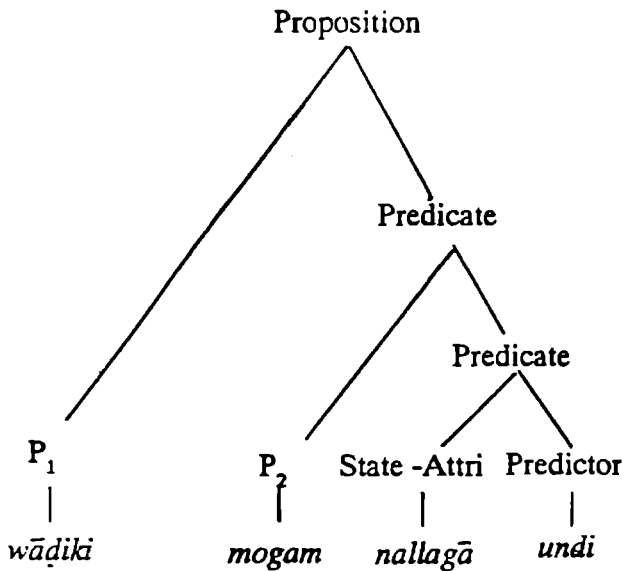 Proposition
Predicate
Predicate
P₁ P₂ State -Attri Predictor
wāḍiki mogam nallagā undi